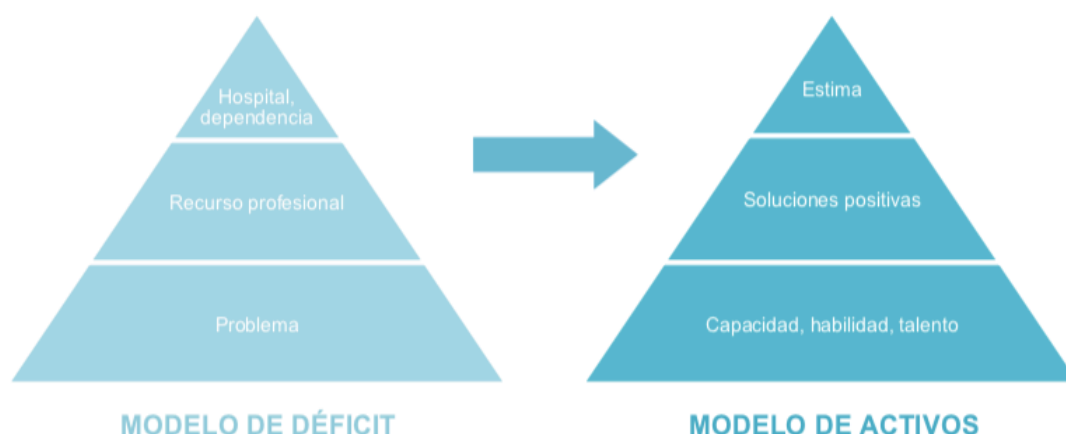 Hospital,
dependencia
Recurso profesional
Problema
MODELO DE DÉFICIT
Estima
Soluciones positivas
Capacidad, habilidad, talento
MODELO DE ACTIVOS